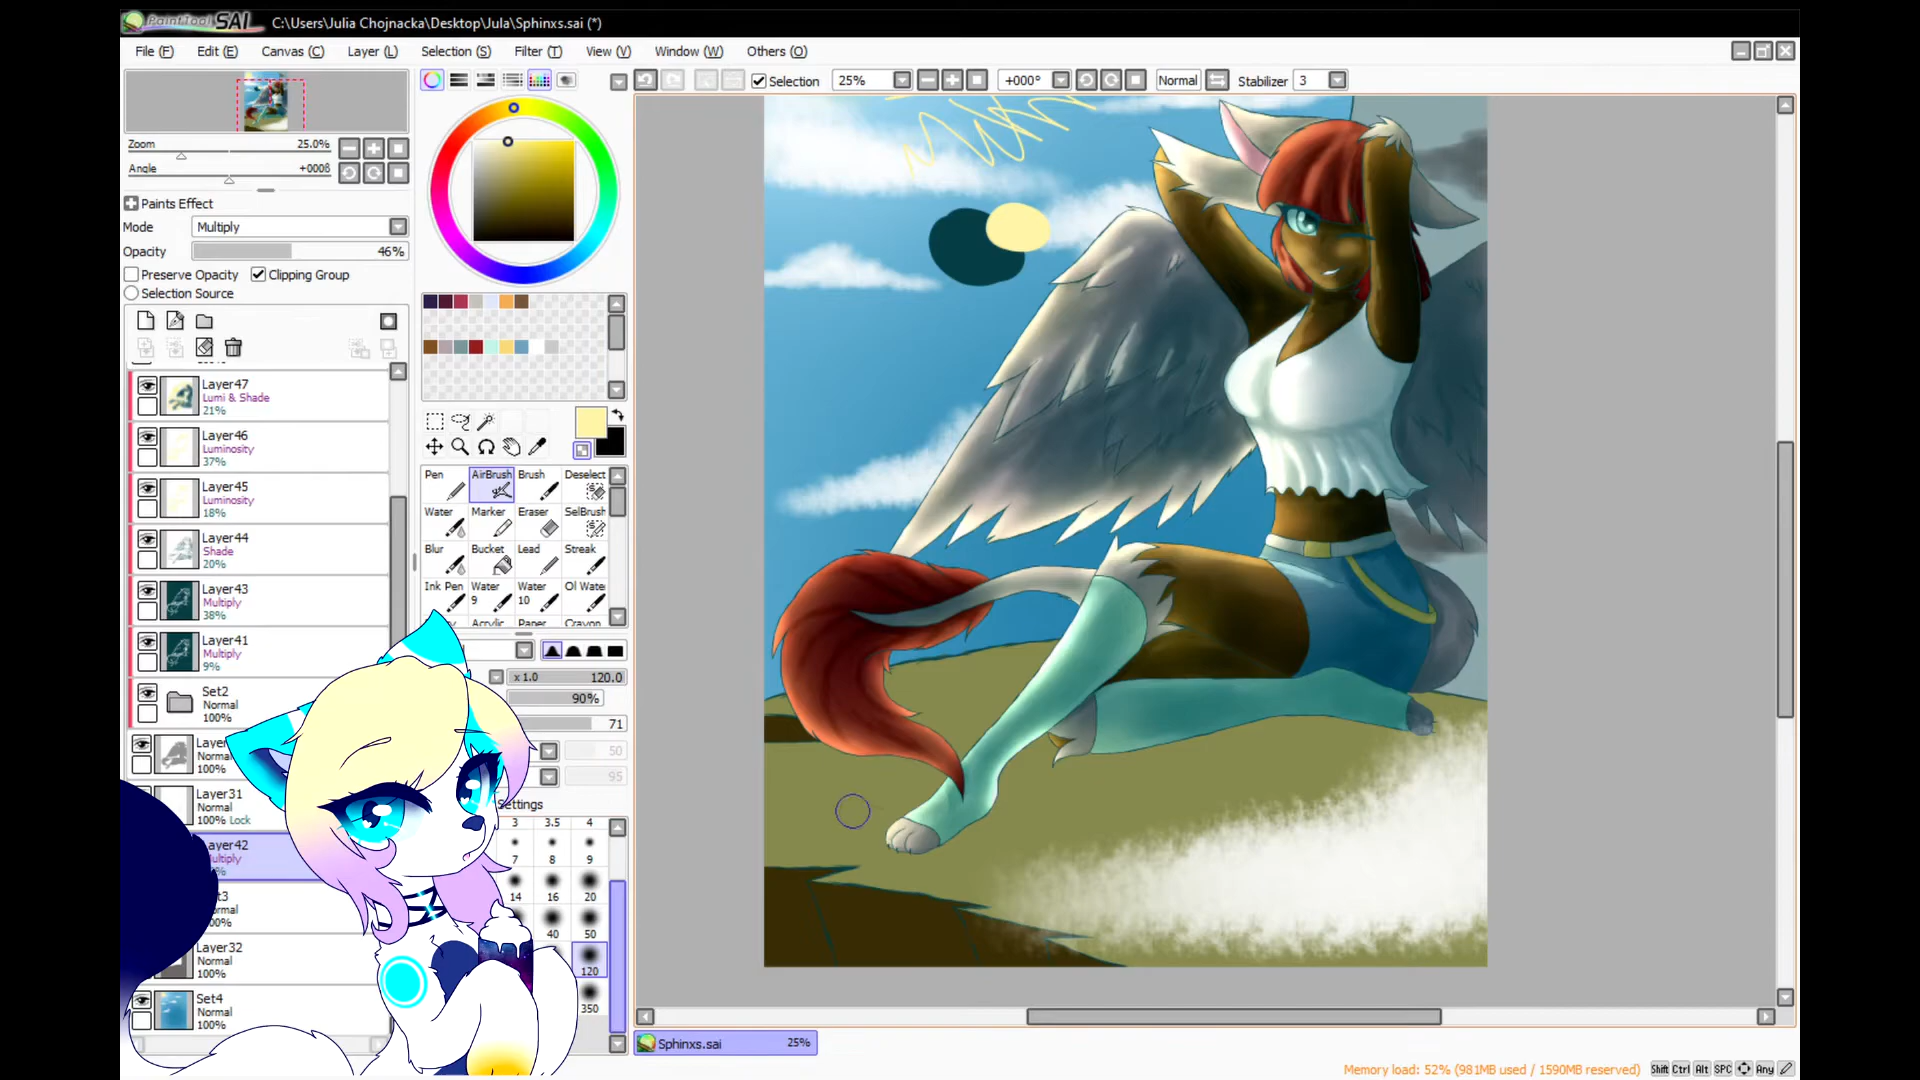 PaintTool SAI C:\Users\Julia Chojnacka\Desktop\Jula\Sphinxs.sai (*)
File (F) Edit (E) Canvas (C) Layer (L) Selection (S) Filter (T) View (V) Window (W) Others (O)
Selection 25% +000° Normal Stabilizer 3
Zoom 25.0%
Angle +0008
Paints Effect
Mode Multiply
Opacity 46%
Preserve Opacity Clipping Group
Selection Source
Layer47
Lumi & Shade
21%
Layer46
Luminosity
37%
Layer45
Luminosity
18%
Layer44
Shade
20%
Layer43
Multiply
38%
Layer41
Multiply
9%
Set2
Normal
100%
Layer
Norma
100%
Layer31
Normal
100% Lock
ayer42
ultiply
Layer32
Normal
100%
Set4
Normal
100%
Pen AirBrush Brush Deselect
Water Marker Eraser SelBrush
Blur Bucket Lead Streak
Ink Pen Water 9 Water 10 Ol Wate
Acrylic Paper Crayon
x 1.0 120.0
90%
71
50
95
Settings
3 3.5 4
7 8 9
14 16 20
40 50
120
350
Sphinxs.sai 25%
Memory load: 52% (981MB used / 1590MB reserved) Shift Ctrl Alt SPC Any